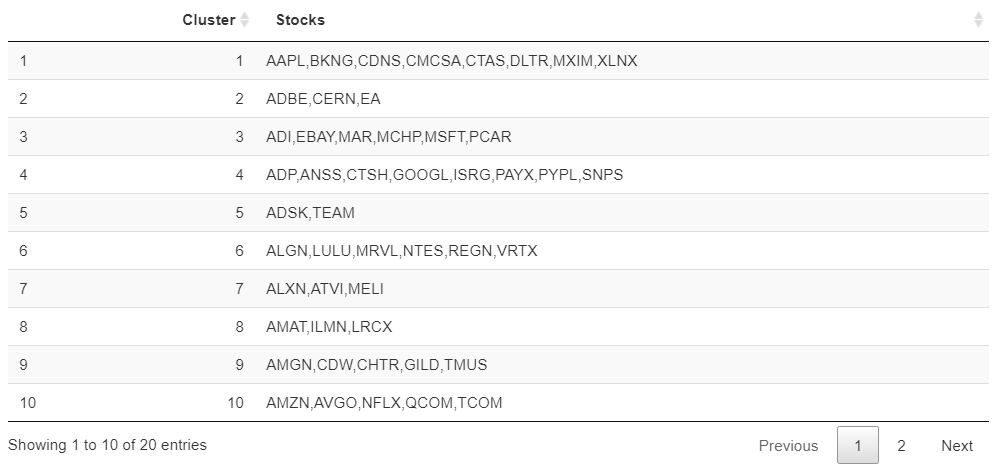 Cluster Stocks
1 1 AAPL,BKNG,CDNS,CMCSA,CTAS,DLTR,MXIM,XLNX
2 2 ADBE,CERN,EA
3 3 ADI,EBAY,MAR,MCHP,MSFT,PCAR
4 4 ADP,ANSS,CTSH,GOOGL,ISRG,PAYX,PYPL,SNPS
5 5 ADSK,TEAM
6 6 ALGN,LULU,MRVL,NTES,REGN,VRTX
7 7 ALXN,ATVI,MELI
8 8 AMAT,ILMN,LRCX
9 9 AMGN,CDW,CHTR,GILD,TMUS
10 10 AMZN,AVGO,NFLX,QCOM,TCOM
Showing 1 to 10 of 20 entries Previous 1 2 Next